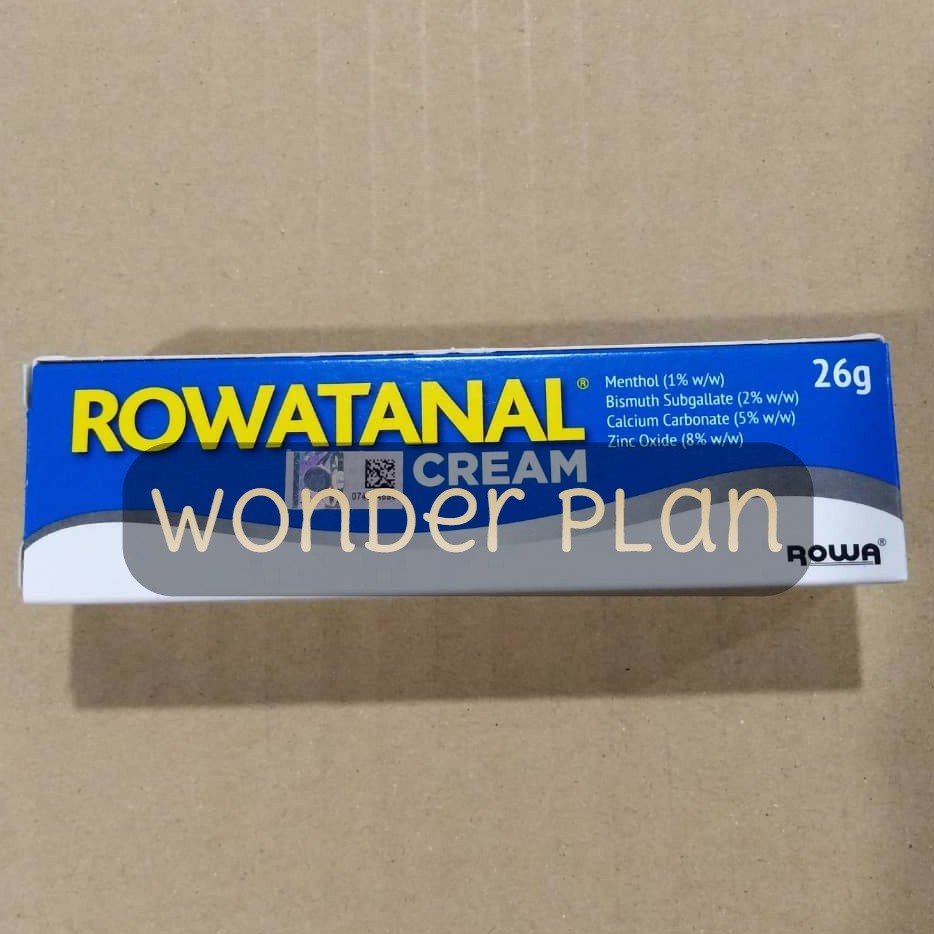 ROWATANAL®
CREAM
Menthol (1% w/w)
Bismuth Subgallate (2% w/w)
Calcium Carbonate (5% w/w)
Zinc Oxide (8% w/w)
26g
wonder plan
ROWA®